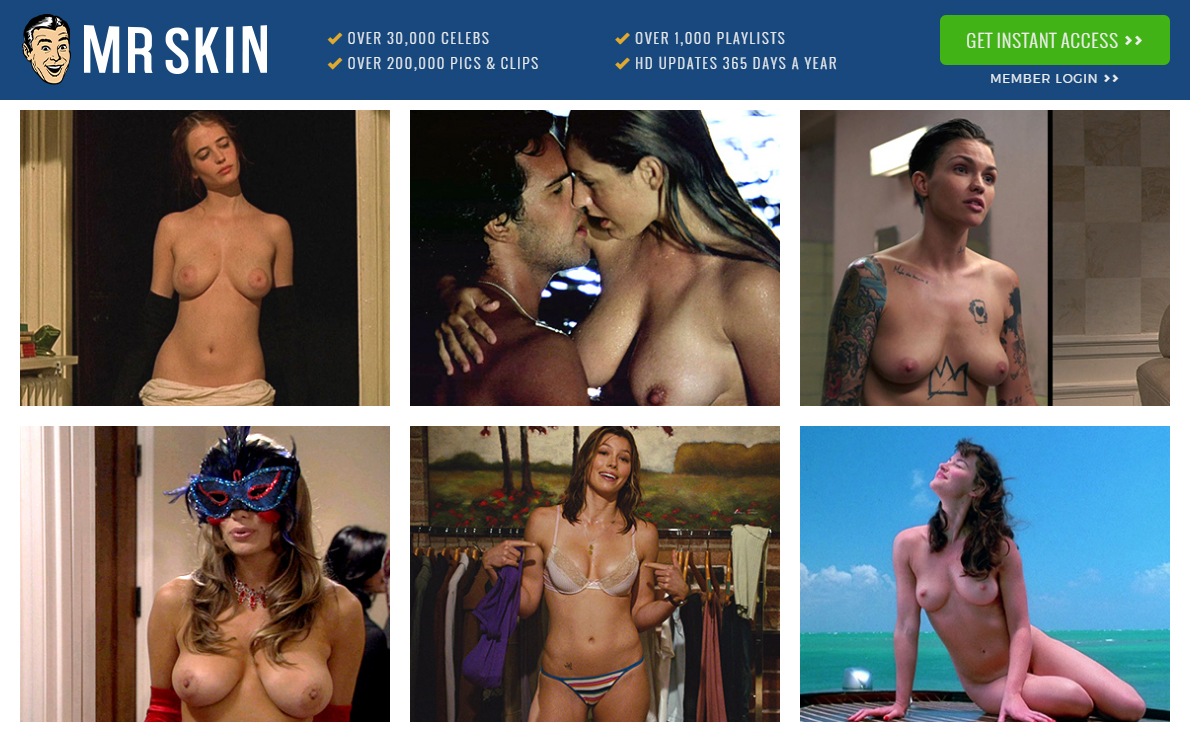 MR SKIN
OVER 30,000 CELEBS
OVER 200,000 PICS & CLIPS
OVER 1,000 PLAYLISTS
HD UPDATES 365 DAYS A YEAR
GET INSTANT ACCESS >>
MEMBER LOGIN >>